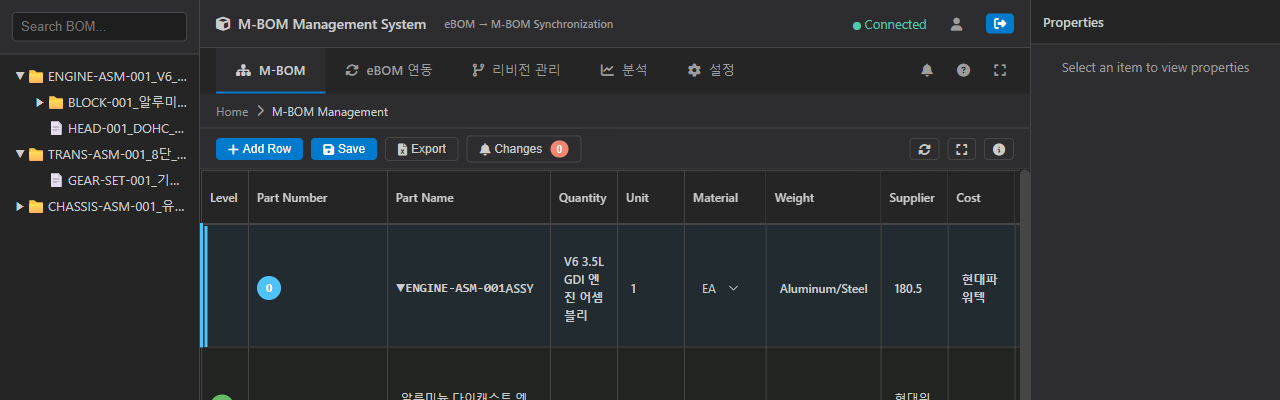 Search BOM...
ENGINE-ASM-001_V6_...
BLOCK-001_알루미...
HEAD-001_DOHC_...
TRANS-ASM-001_8단_...
GEAR-SET-001_기...
CHASSIS-ASM-001_유...
M-BOM Management System
eBOM → M-BOM Synchronization
Connected
M-BOM
eBOM 연동
리비전 관리
분석
설정
Home
M-BOM Management
Add Row
Save
Export
Changes 0
Level
Part Number
Part Name
Quantity
Unit
Material
Weight
Supplier
Cost
0
▼ENGINE-ASM-001ASSY
V6 3.5L
GDI 엔
진 어셈
블리
1
EA
Aluminum/Steel
180.5
현대파
워텍
알루미늄 다이캐스트 엔
현대위
Properties
Select an item to view properties